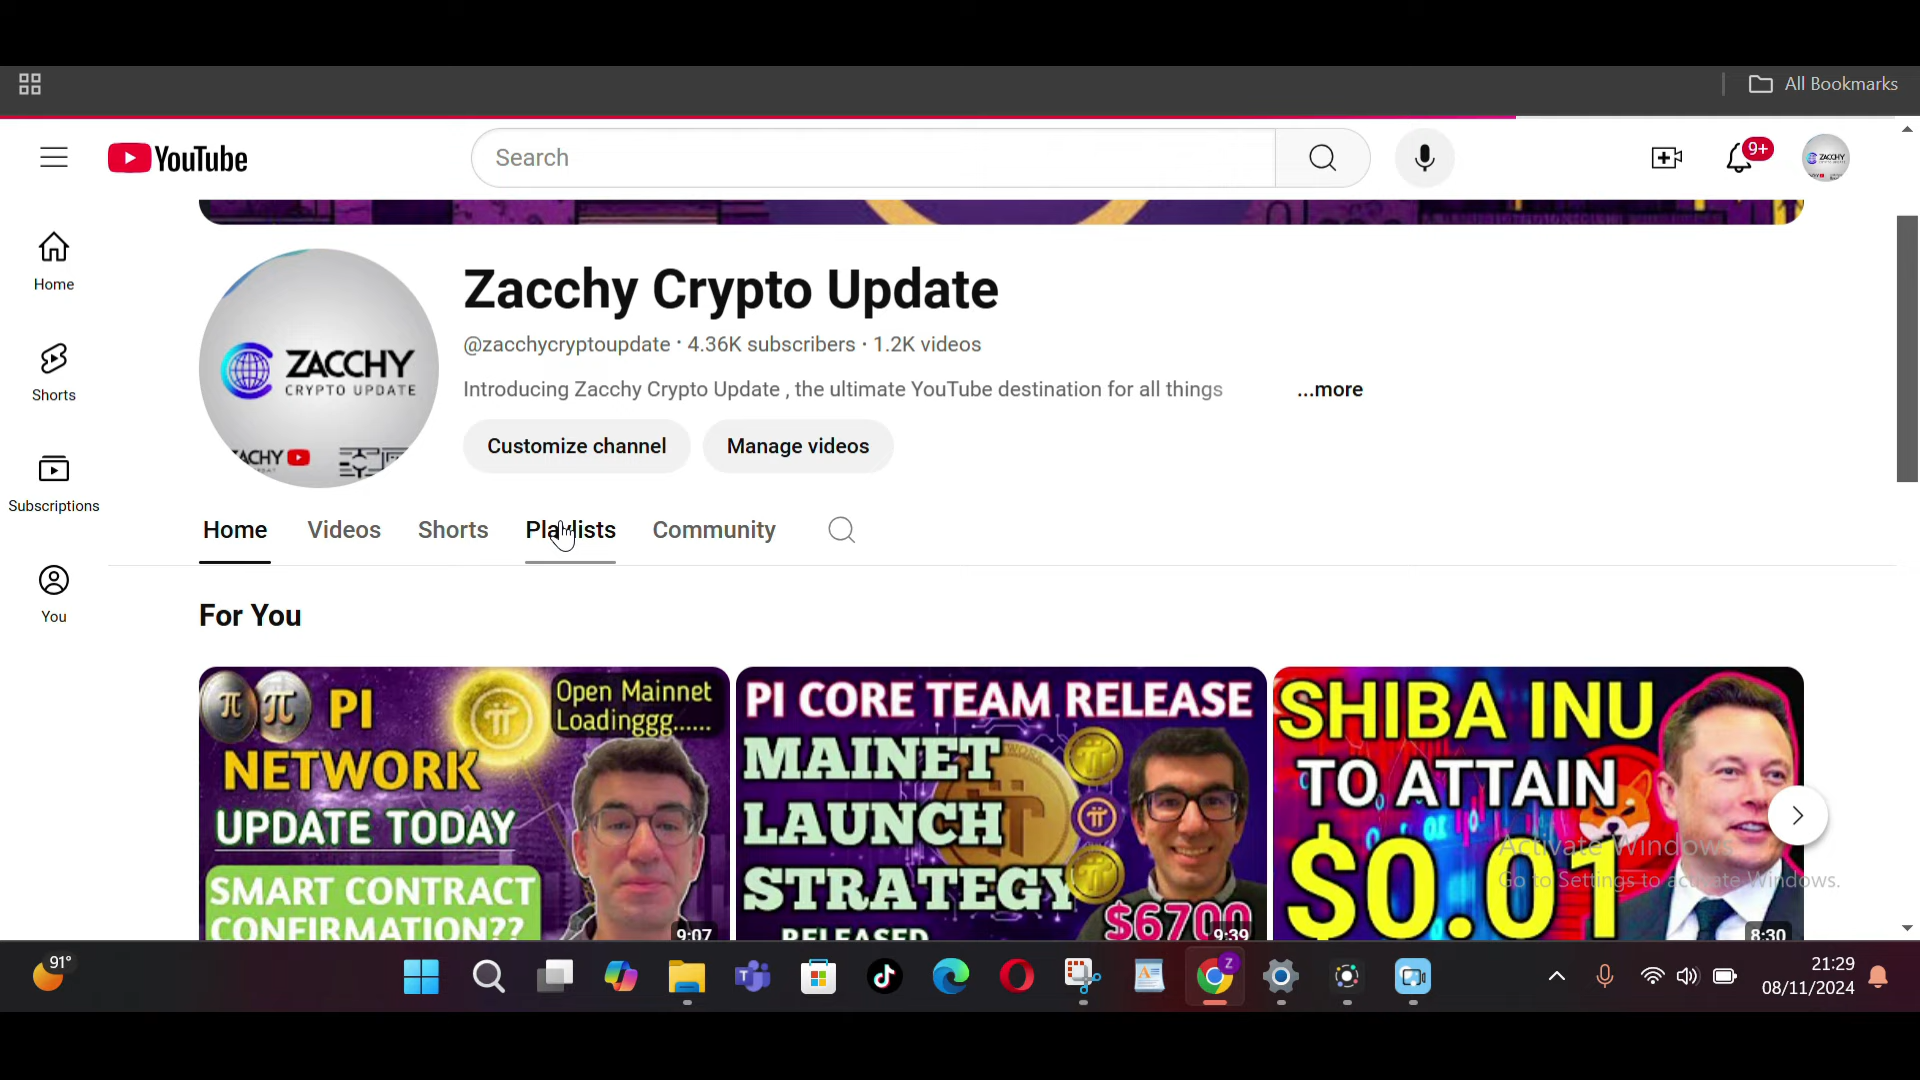 All Bookmarks
YouTube
Search
9+
ZACCHY
Home
Shorts
Subscriptions
You
ZACCHY
CRYPTO UPDATE
ACHY
Zacchy Crypto Update
@zacchycryptoupdate · 4.36K subscribers · 1.2K videos
Introducing Zacchy Crypto Update , the ultimate YouTube destination for all things ...more
Customize channel Manage videos
Home Videos Shorts Playlists Community
For You
PI
NETWORK
UPDATE TODAY
SMART CONTRACT
CONFIRMATION??
Open Mainnet
Loadinggg......
9:07
PI CORE TEAM RELEASE
MAINET
LAUNCH
STRATEGY
RELEASED
$6700
9:39
SHIBA INU
TO ATTAIN
$0.01
8:30
Activate Windows
Go to Settings to activate Windows.
91°
Z
21:29
08/11/2024